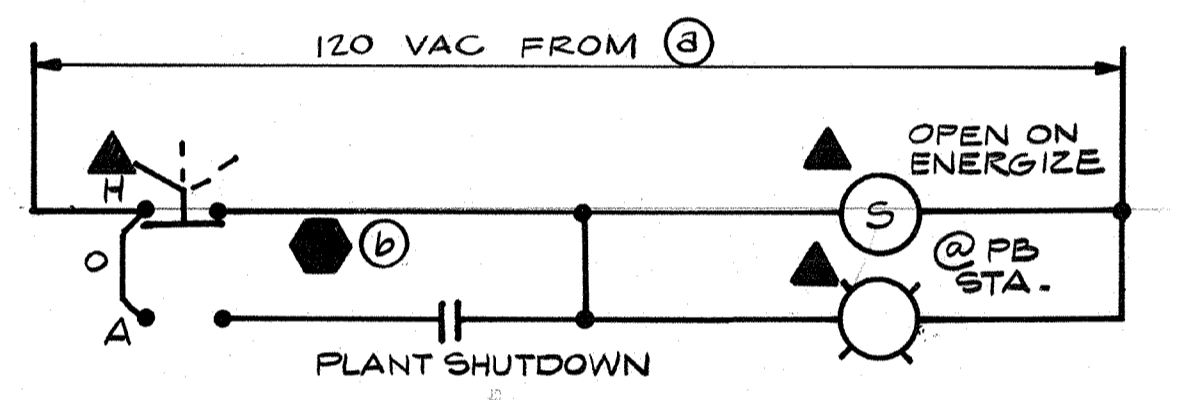 120 VAC FROM a
OPEN ON
ENERGIZE
H
S
b
O
@ PB
STA.
A
PLANT SHUTDOWN